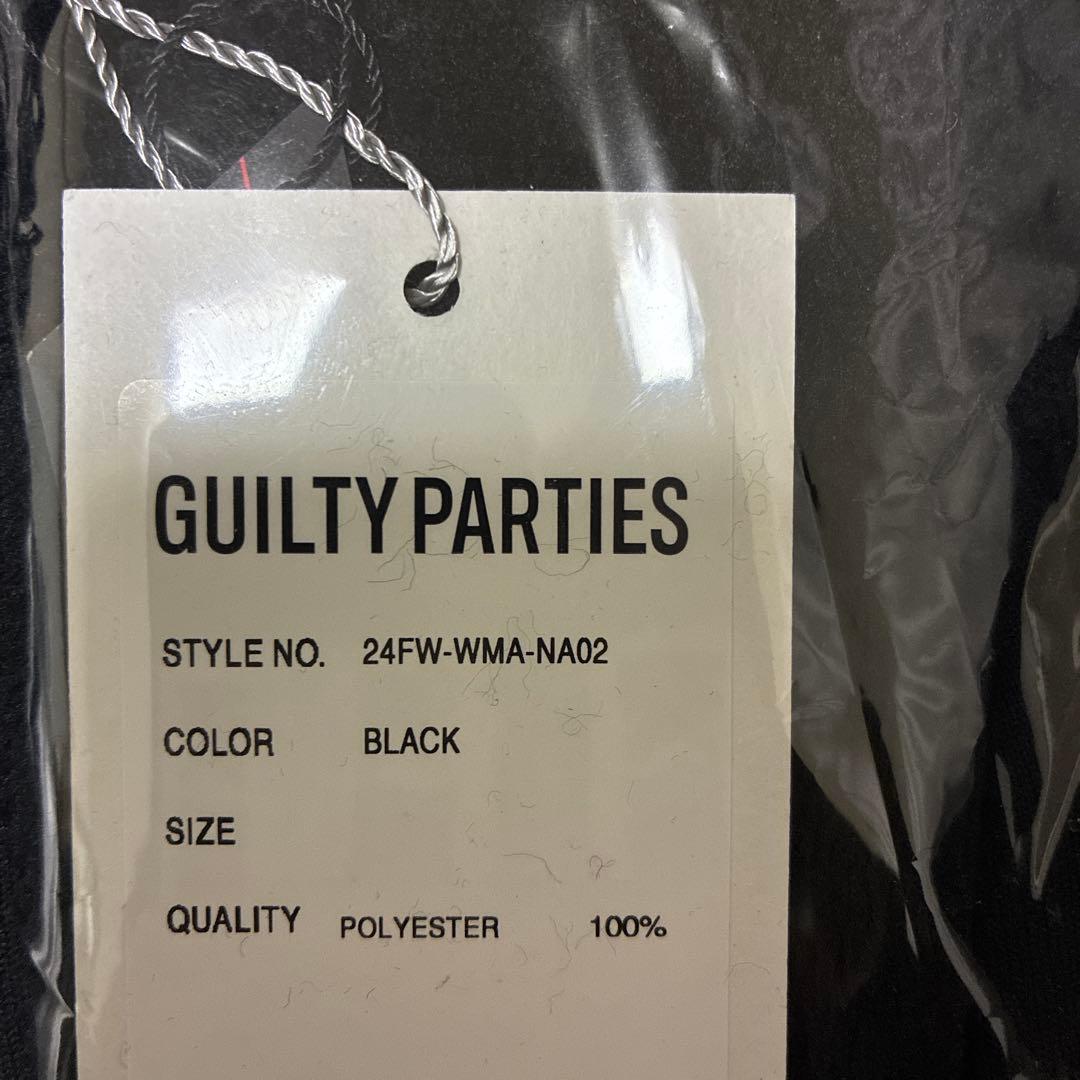 GUILTY PARTIES
STYLE NO. 24FW-WMA-NA02
COLOR BLACK
SIZE
QUALITY POLYESTER 100%